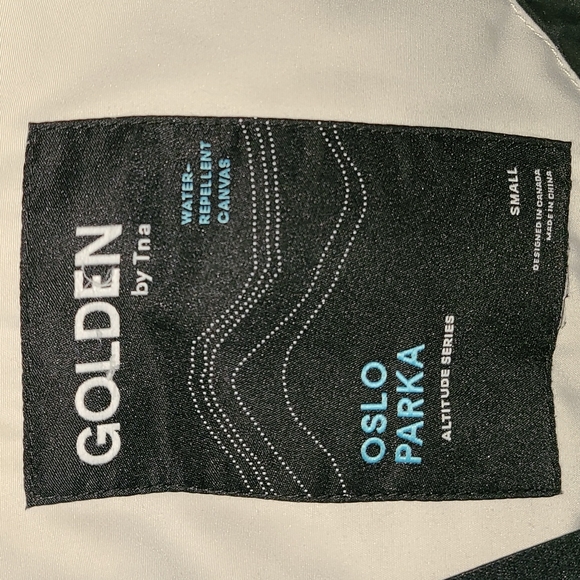 GOLDEN
by Tna
WATER-
REPELLENT
CANVAS
OSLO
PARKA
ALTITUDE SERIES
SMALL
DESIGNED IN CANADA
MADE IN CHINA